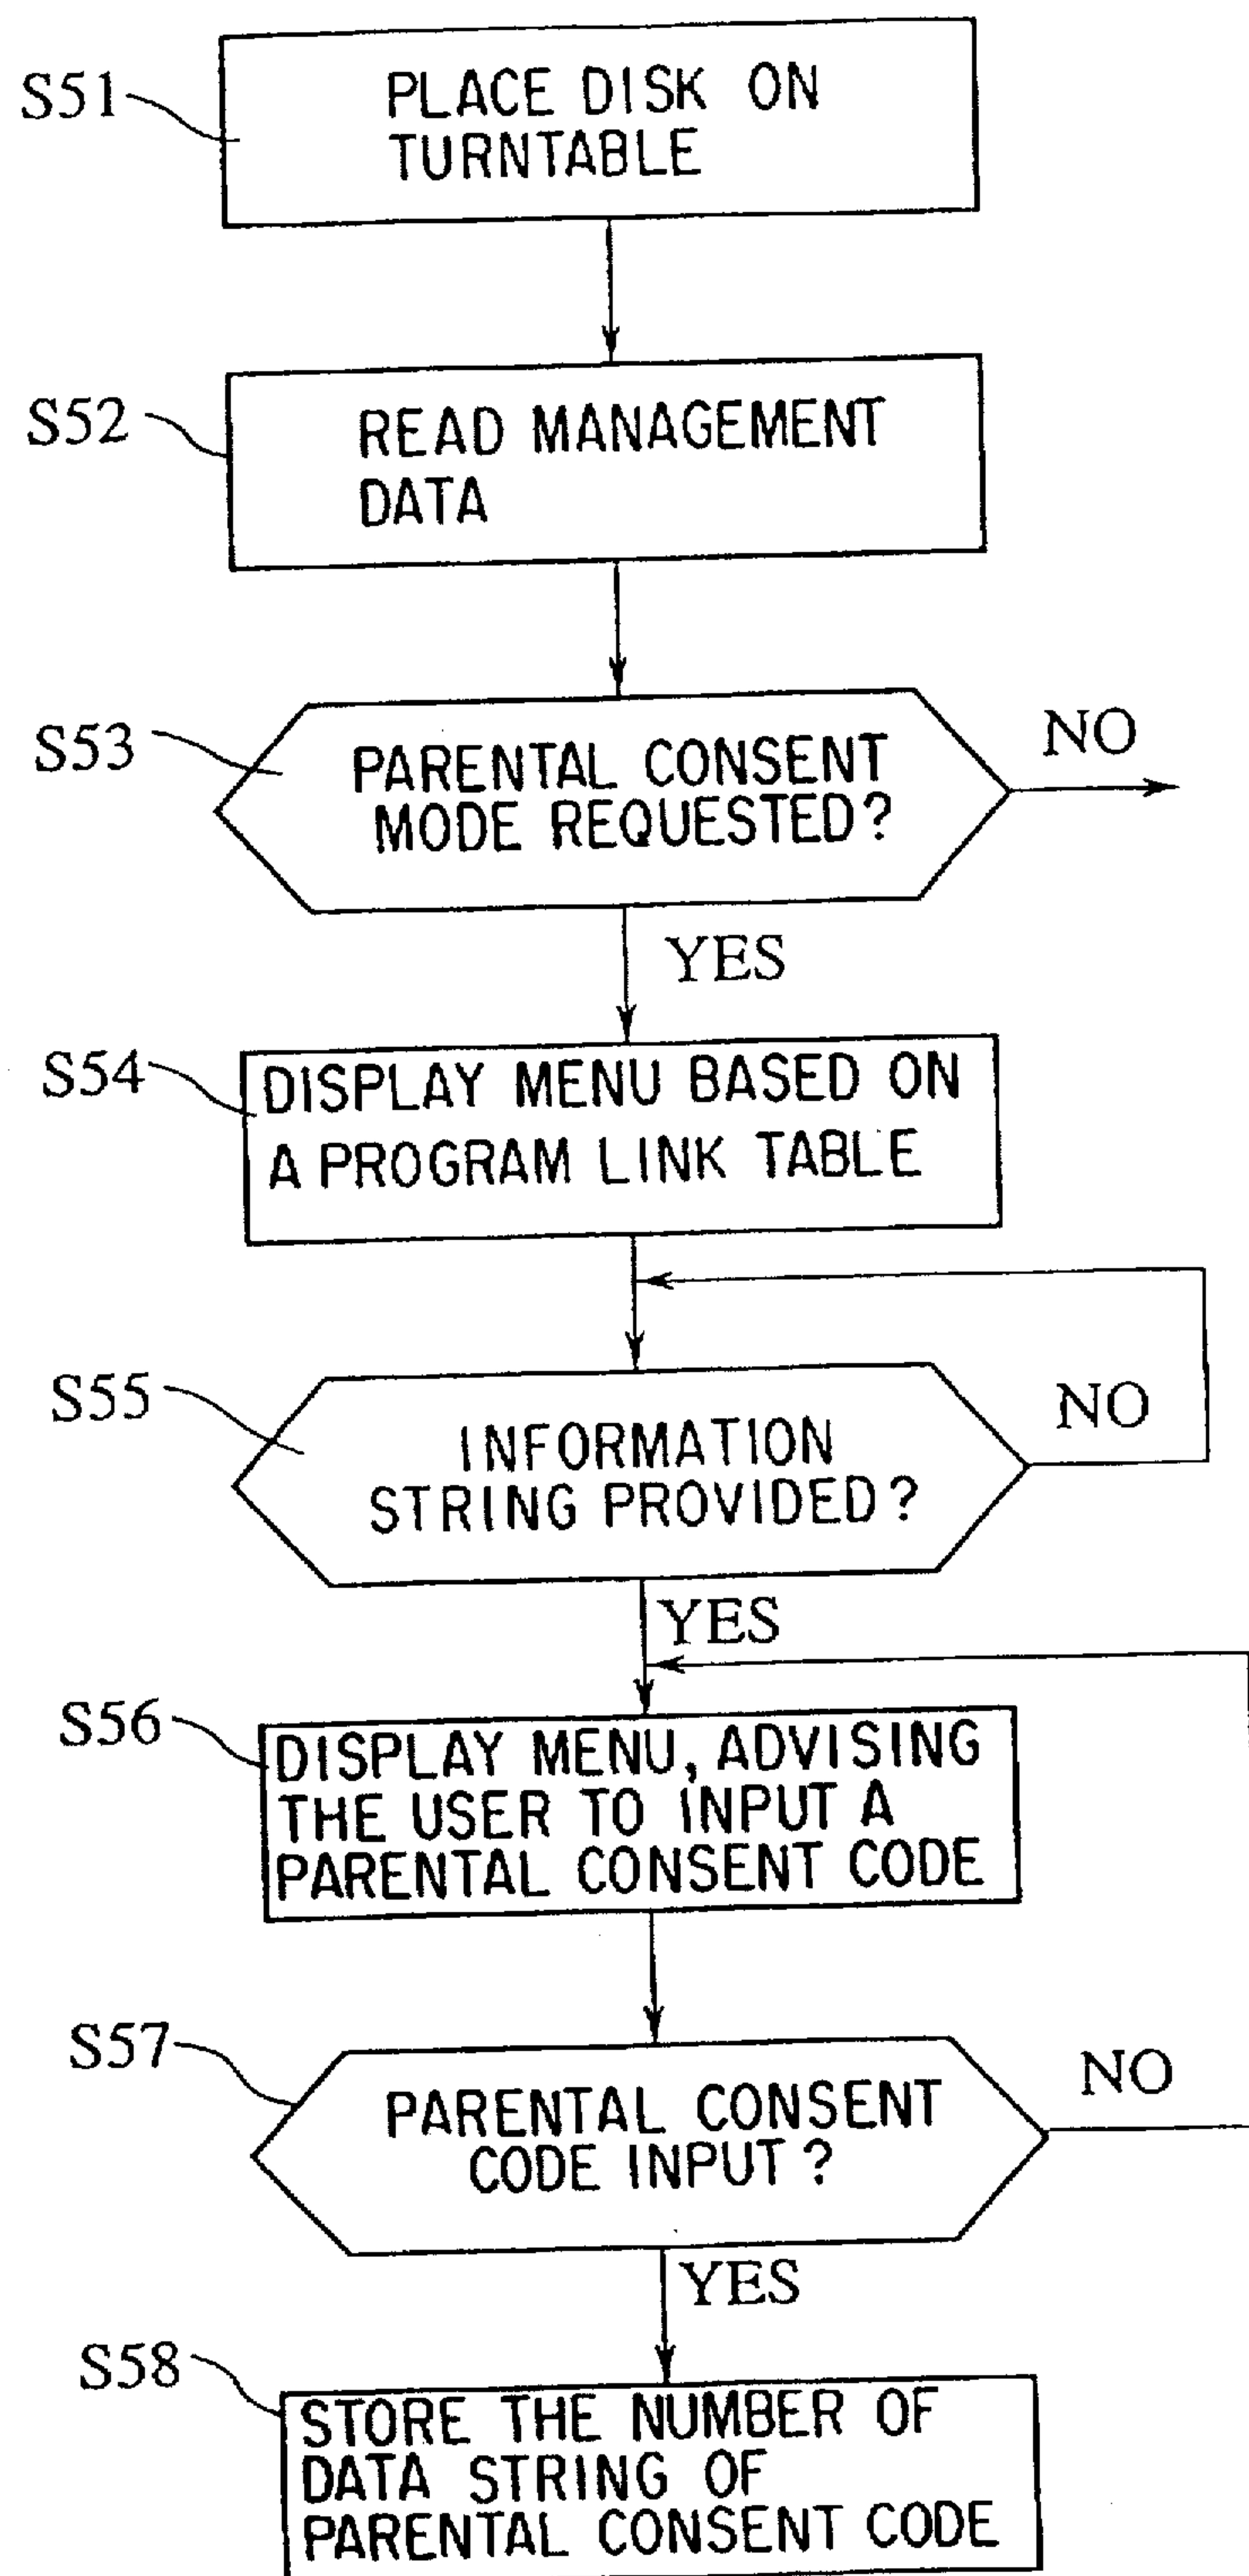 S51
PLACE DISK ON
TURNTABLE
S52
READ MANAGEMENT
DATA
S53
PARENTAL CONSENT
MODE REQUESTED?
NO
YES
S54
DISPLAY MENU BASED ON
A PROGRAM LINK TABLE
S55
INFORMATION
STRING PROVIDED?
NO
YES
S56
DISPLAY MENU, ADVISING
THE USER TO INPUT A
PARENTAL CONSENT CODE
S57
PARENTAL CONSENT
CODE INPUT?
NO
YES
S58
STORE THE NUMBER OF
DATA STRING OF
PARENTAL CONSENT CODE